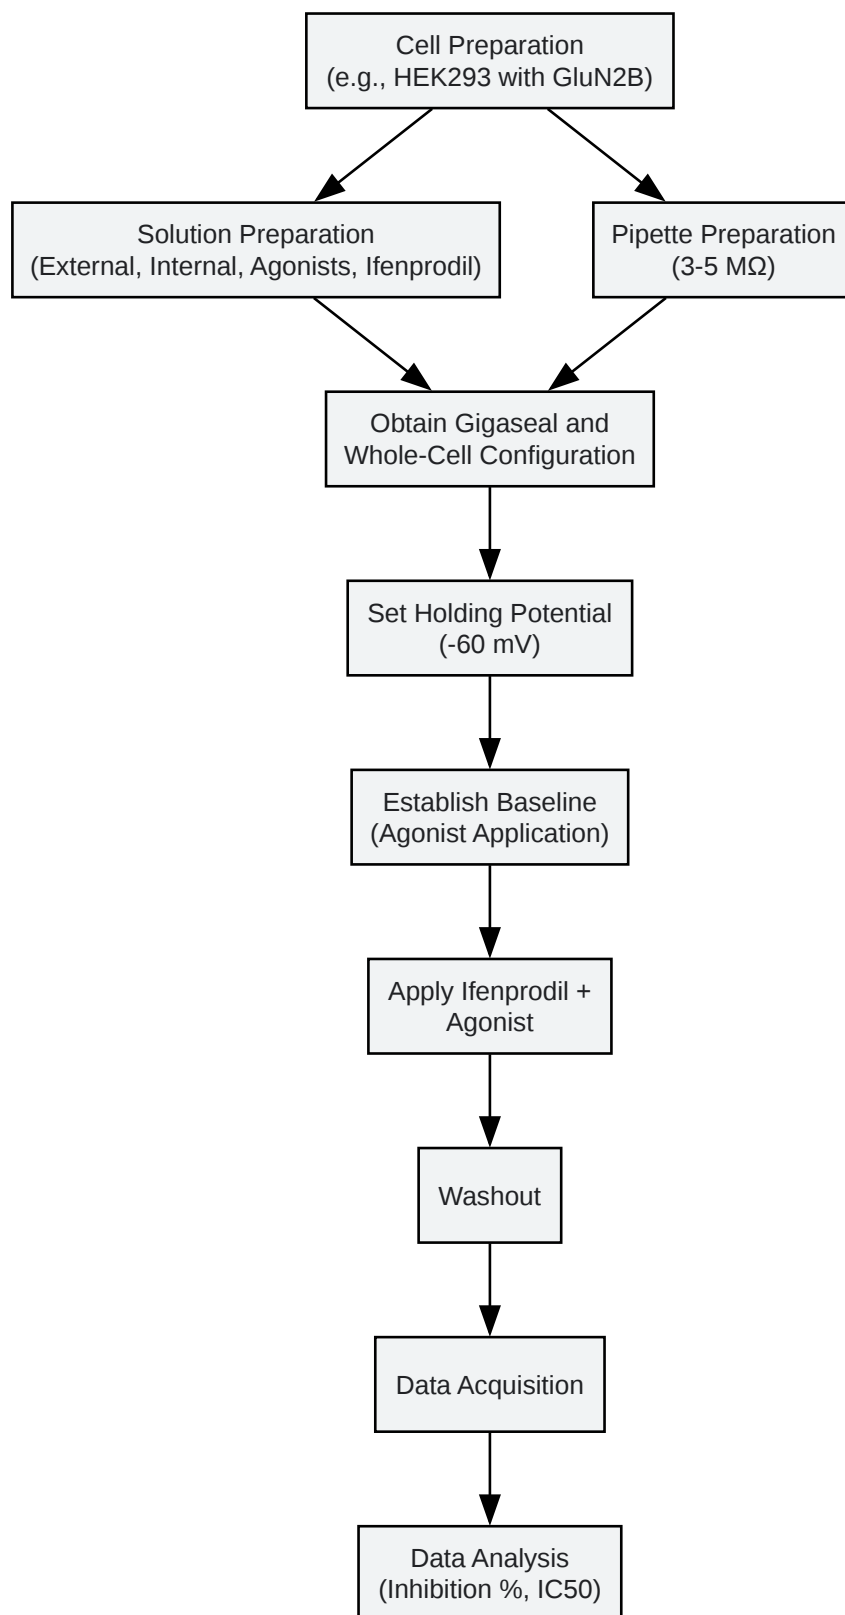 Cell Preparation
(e.g., HEK293 with GluN2B)
Solution Preparation
(External, Internal, Agonists, Ifenprodil)
Pipette Preparation
(3-5 MΩ)
Obtain Gigaseal and
Whole-Cell Configuration
Set Holding Potential
(-60 mV)
Establish Baseline
(Agonist Application)
Apply Ifenprodil +
Agonist
Washout
Data Acquisition
Data Analysis
(Inhibition %, IC50)